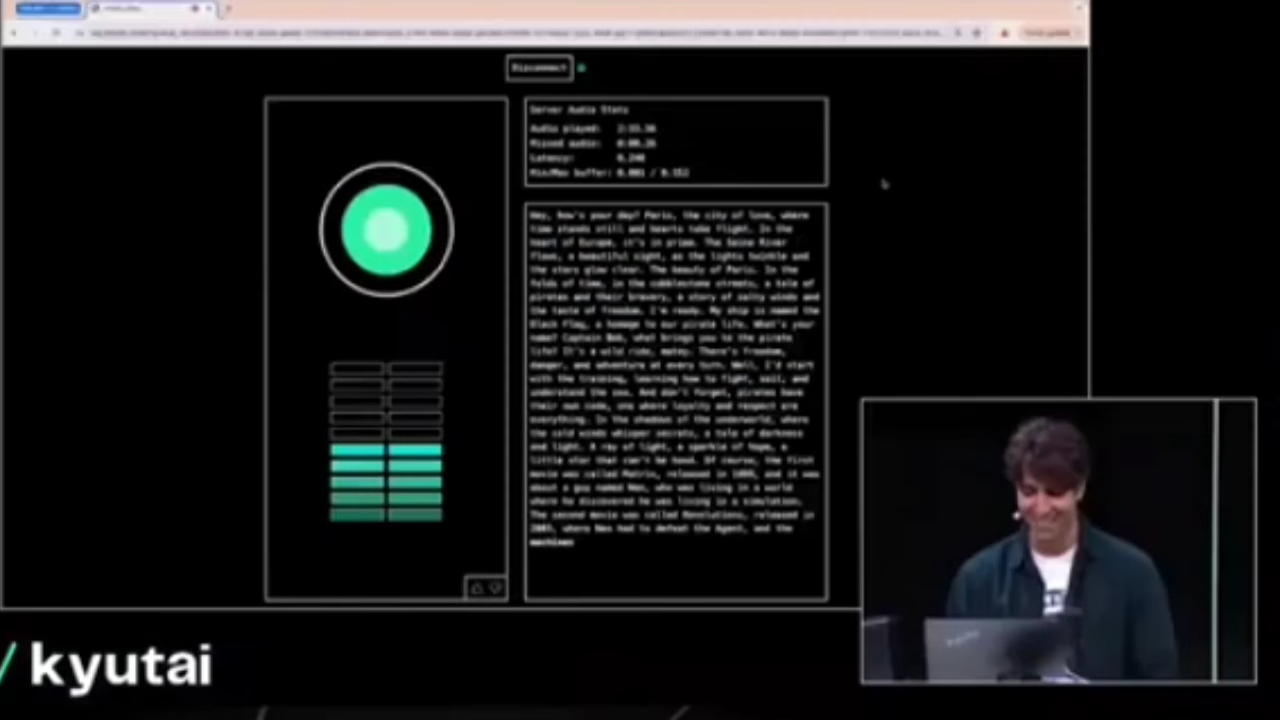 Disconnect
Server Audio Stats
Audio played:
Missed audio:
Latency: 0.240
Min/Max buffer: 0.001 / 0.352
Hey, how's your day? Paris, the city of love, where
time stands still and hearts take flight. In the
heart of Europe, it's in prime. The Seine River
flows, a beautiful sight, as the lights twinkle and
the stars glow clear. The beauty of Paris. In the
folds of time, in the cobblestone streets, a tale of
pirates and their bravery, a story of salty winds and
the taste of freedom. I'm ready. My ship is named the
Black Flag, a homage to our pirate life. What's your
name? Captain Bob, what brings you to the pirate
life? It's a wild ride, matey. There's freedom,
danger, and adventure at every turn. Well, I'd start
with the training, learning how to fight, sail, and
understand the sea. And don't forget, pirates have
their own code, one where loyalty and respect are
everything. In the shadows of the underworld, where
the cold winds whisper secrets, a tale of darkness
and light. A ray of light, a sparkle of hope, a
little star that can't be The first
movie was called Matrix, released in 1999, and it was
about a guy named Neo, who was living in a world
where he discovered he was living in a simulation.
The second movie was called Revolutions, released in
2003, where Neo had to defeat the Agent, and the
machines
kyutai